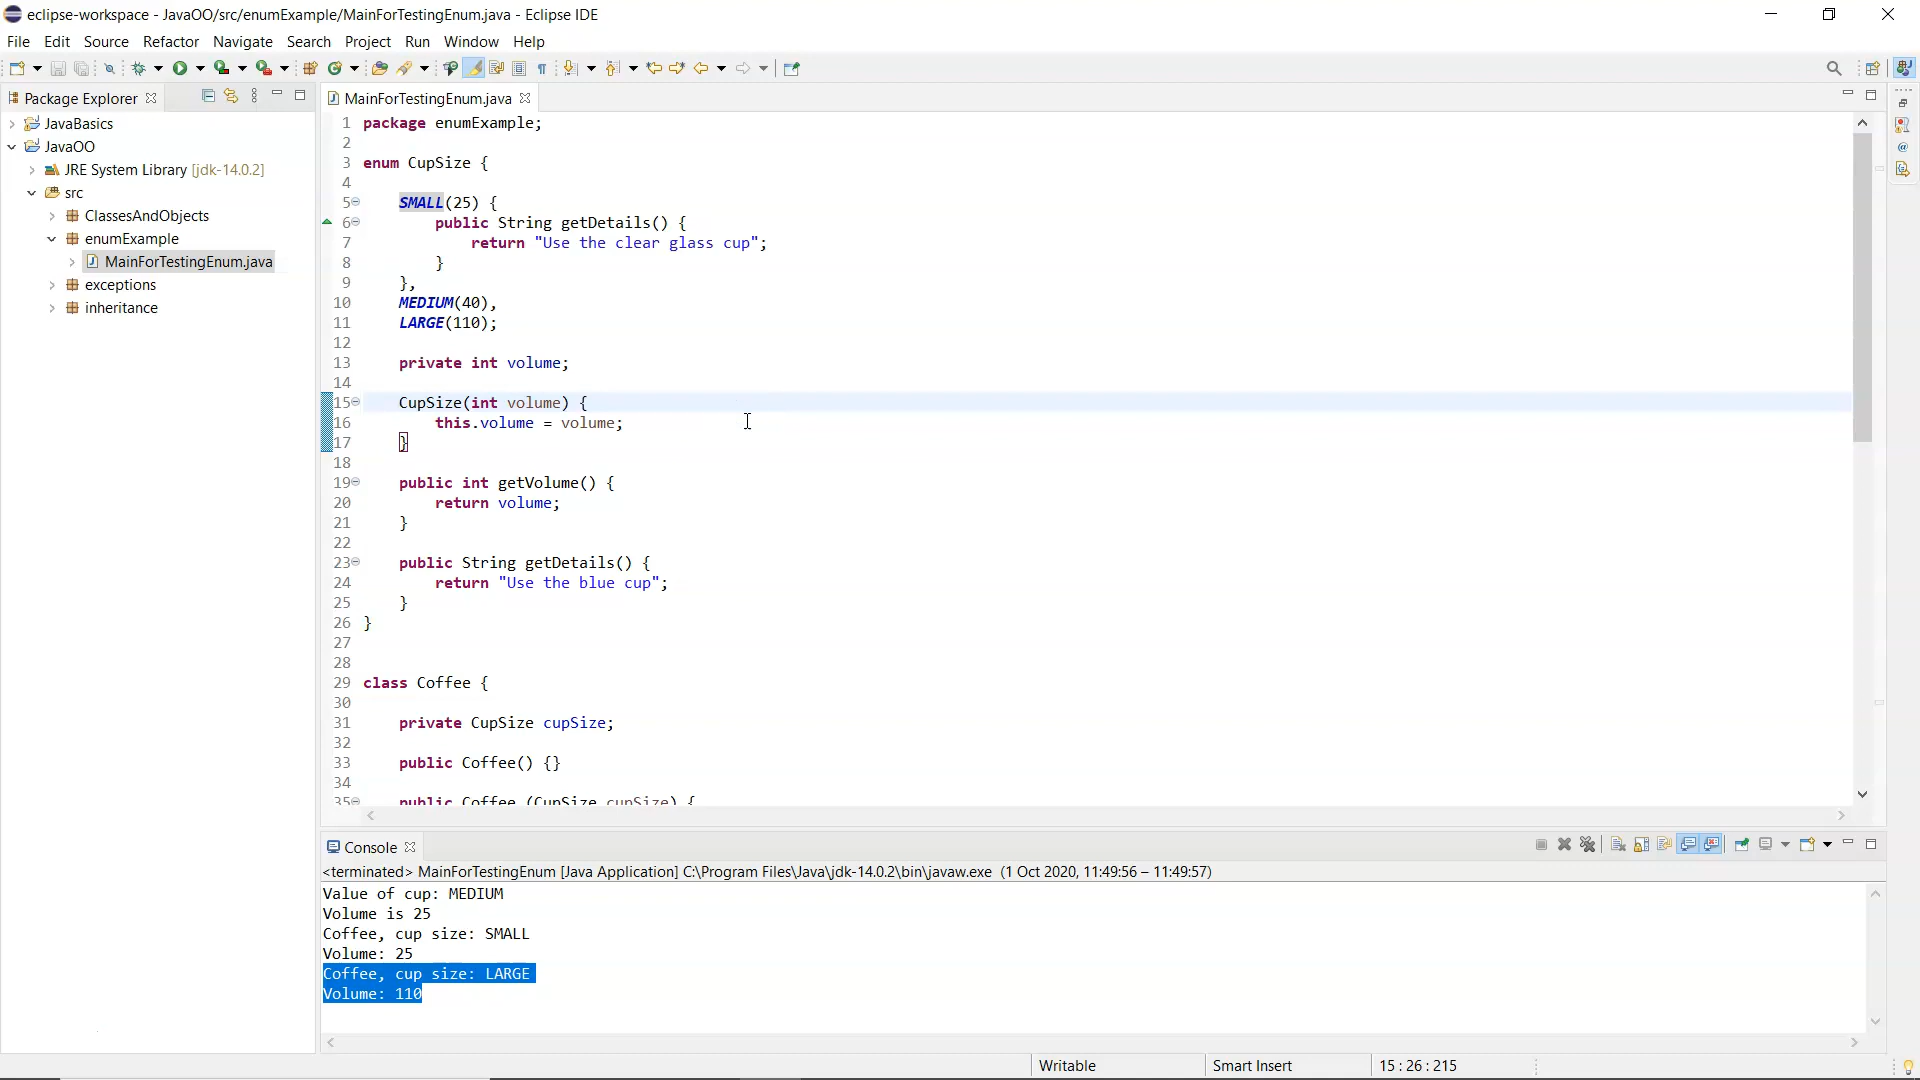 eclipse-workspace - JavaOO/src/enumExample/MainForTestingEnum.java - Eclipse IDE
File Edit Source Refactor Navigate Search Project Run Window Help
Package Explorer
JavaBasics
JavaOO
JRE System Library [jdk-14.0.2]
src
ClassesAndObjects
enumExample
MainForTestingEnum.java
exceptions
inheritance
MainForTestingEnum.java
1 package enumExample;
2
3 enum CupSize {
4
5 SMALL(25) {
6 public String getDetails() {
7 return "Use the clear glass cup";
8 }
9 },
10 MEDIUM(40),
11 LARGE(110);
12
13 private int volume;
14
15 CupSize(int volume) {
16 this.volume = volume;
17 }
18
19 public int getVolume() {
20 return volume;
21 }
22
23 public String getDetails() {
24 return "Use the blue cup";
25 }
26 }
27
28
29 class Coffee {
30
31 private CupSize cupSize;
32
33 public Coffee() {}
34
35 public Coffee (CupSize cupSize) {
Console
<terminated> MainForTestingEnum [Java Application] C:\Program Files\Java\jdk-14.0.2\bin\javaw.exe (1 Oct 2020, 11:49:56 – 11:49:57)
Value of cup: MEDIUM
Volume is 25
Coffee, cup size: SMALL
Volume: 25
Coffee, cup size: LARGE
Volume: 110
Writable Smart Insert 15 : 26 : 215